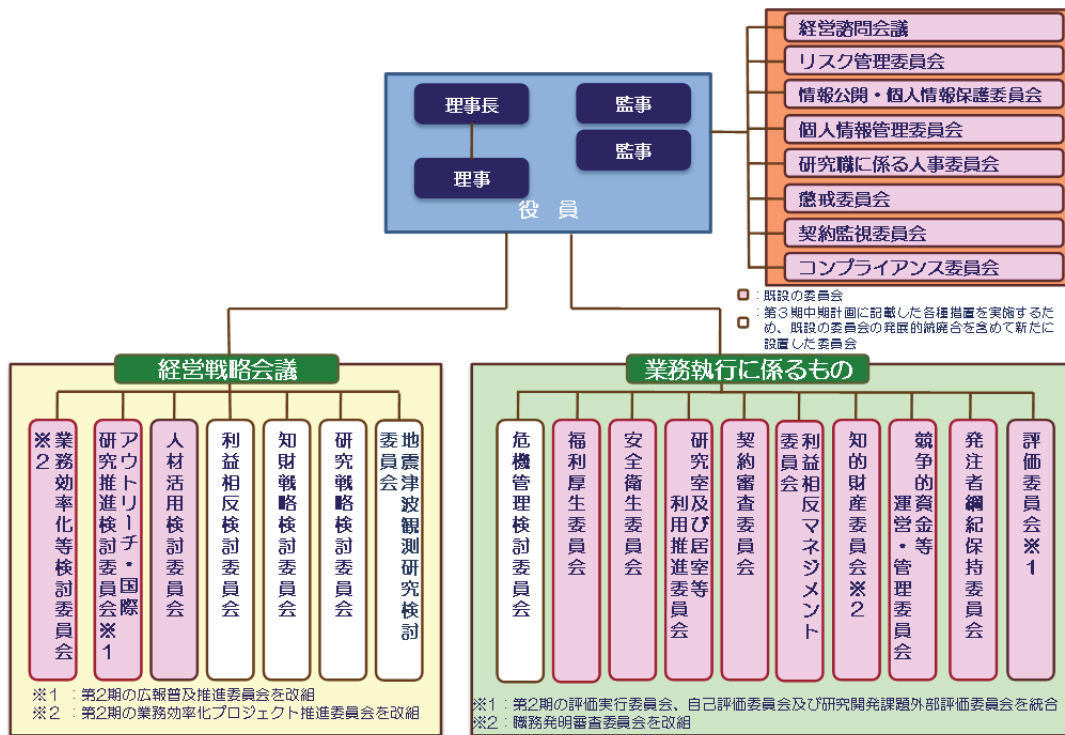 経営諮問会議
リスク管理委員会
情報公開・個人情報保護委員会
個人情報管理委員会
研究職に係る人事委員会
懲戒委員会
契約監視委員会
コンプライアンス委員会
理事長
監事
監事
理事
役 員
：既設の委員会
：第３期中期計画に記載した各種措置を実施するた
め、既設の委員会の発展的統廃合を含めて新たに
設置した委員会
経営戦略会議
業務効率化等検討委員会
※２
アウトリーチ・国際
研究推進検討委員会※１
人材活用検討委員会
利益相反検討委員会
知財戦略検討委員会
研究戦略検討委員会
地震津波観測研究検討
委員会
※１：第2期の広報普及推進委員会を改組
※２：第2期の業務効率化プロジェクト推進委員会を改組
業務執行に係るもの
危機管理検討委員会
福利厚生委員会
安全衛生委員会
研究室及び居室等
利用推進委員会
契約審査委員会
利益相反マネジメント
委員会
知的財産委員会※２
競争的資金等
運営・管理委員会
発注者綱紀保持委員会
評価委員会※１
※１：第2期の評価実行委員会、自己評価委員会及び研究開発課題外部評価委員会を統合
※２：職務発明審査委員会を改組